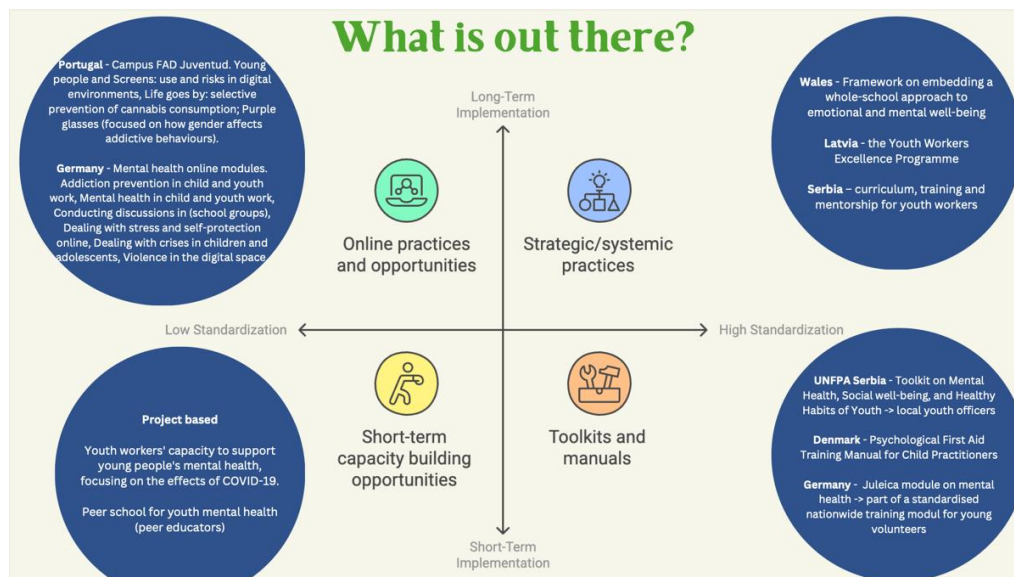 What is out there?
Portugal - Campus FAD Juventud. Young
people and Screens: use and risks in digital
environments, Life goes by: selective
prevention of cannabis consumption; Purple
glasses (focused on how gender affects
addictive behaviours).
Germany - Mental health online modules.
Addiction prevention in child and youth
work, Mental health in child and youth work,
Conducting discussions in (school groups),
Dealing with stress and self-protection
online, Dealing with crises in children and
adolescents, Violence in the digital space
Long-Term
Implementation
Online practices
and opportunities
Strategic/systemic
practices
Wales - Framework on embedding a
whole-school approach to
emotional and mental well-being
Latvia - the Youth Workers
Excellence Programme
Serbia – curriculum, training and
mentorship for youth workers
Low Standardization
High Standardization
Project based
Youth workers' capacity to support
young people's mental health,
focusing on the effects of COVID-19.
Peer school for youth mental health
(peer educators)
Short-term
capacity building
opportunities
Toolkits and
manuals
UNFPA Serbia - Toolkit on Mental
Health, Social well-being, and Healthy
Habits of Youth -> local youth officers
Denmark - Psychological First Aid
Training Manual for Child Practitioners
Germany - Juleica module on mental
health -> part of a standardised
nationwide training modul for young
volunteers
Short-Term
Implementation